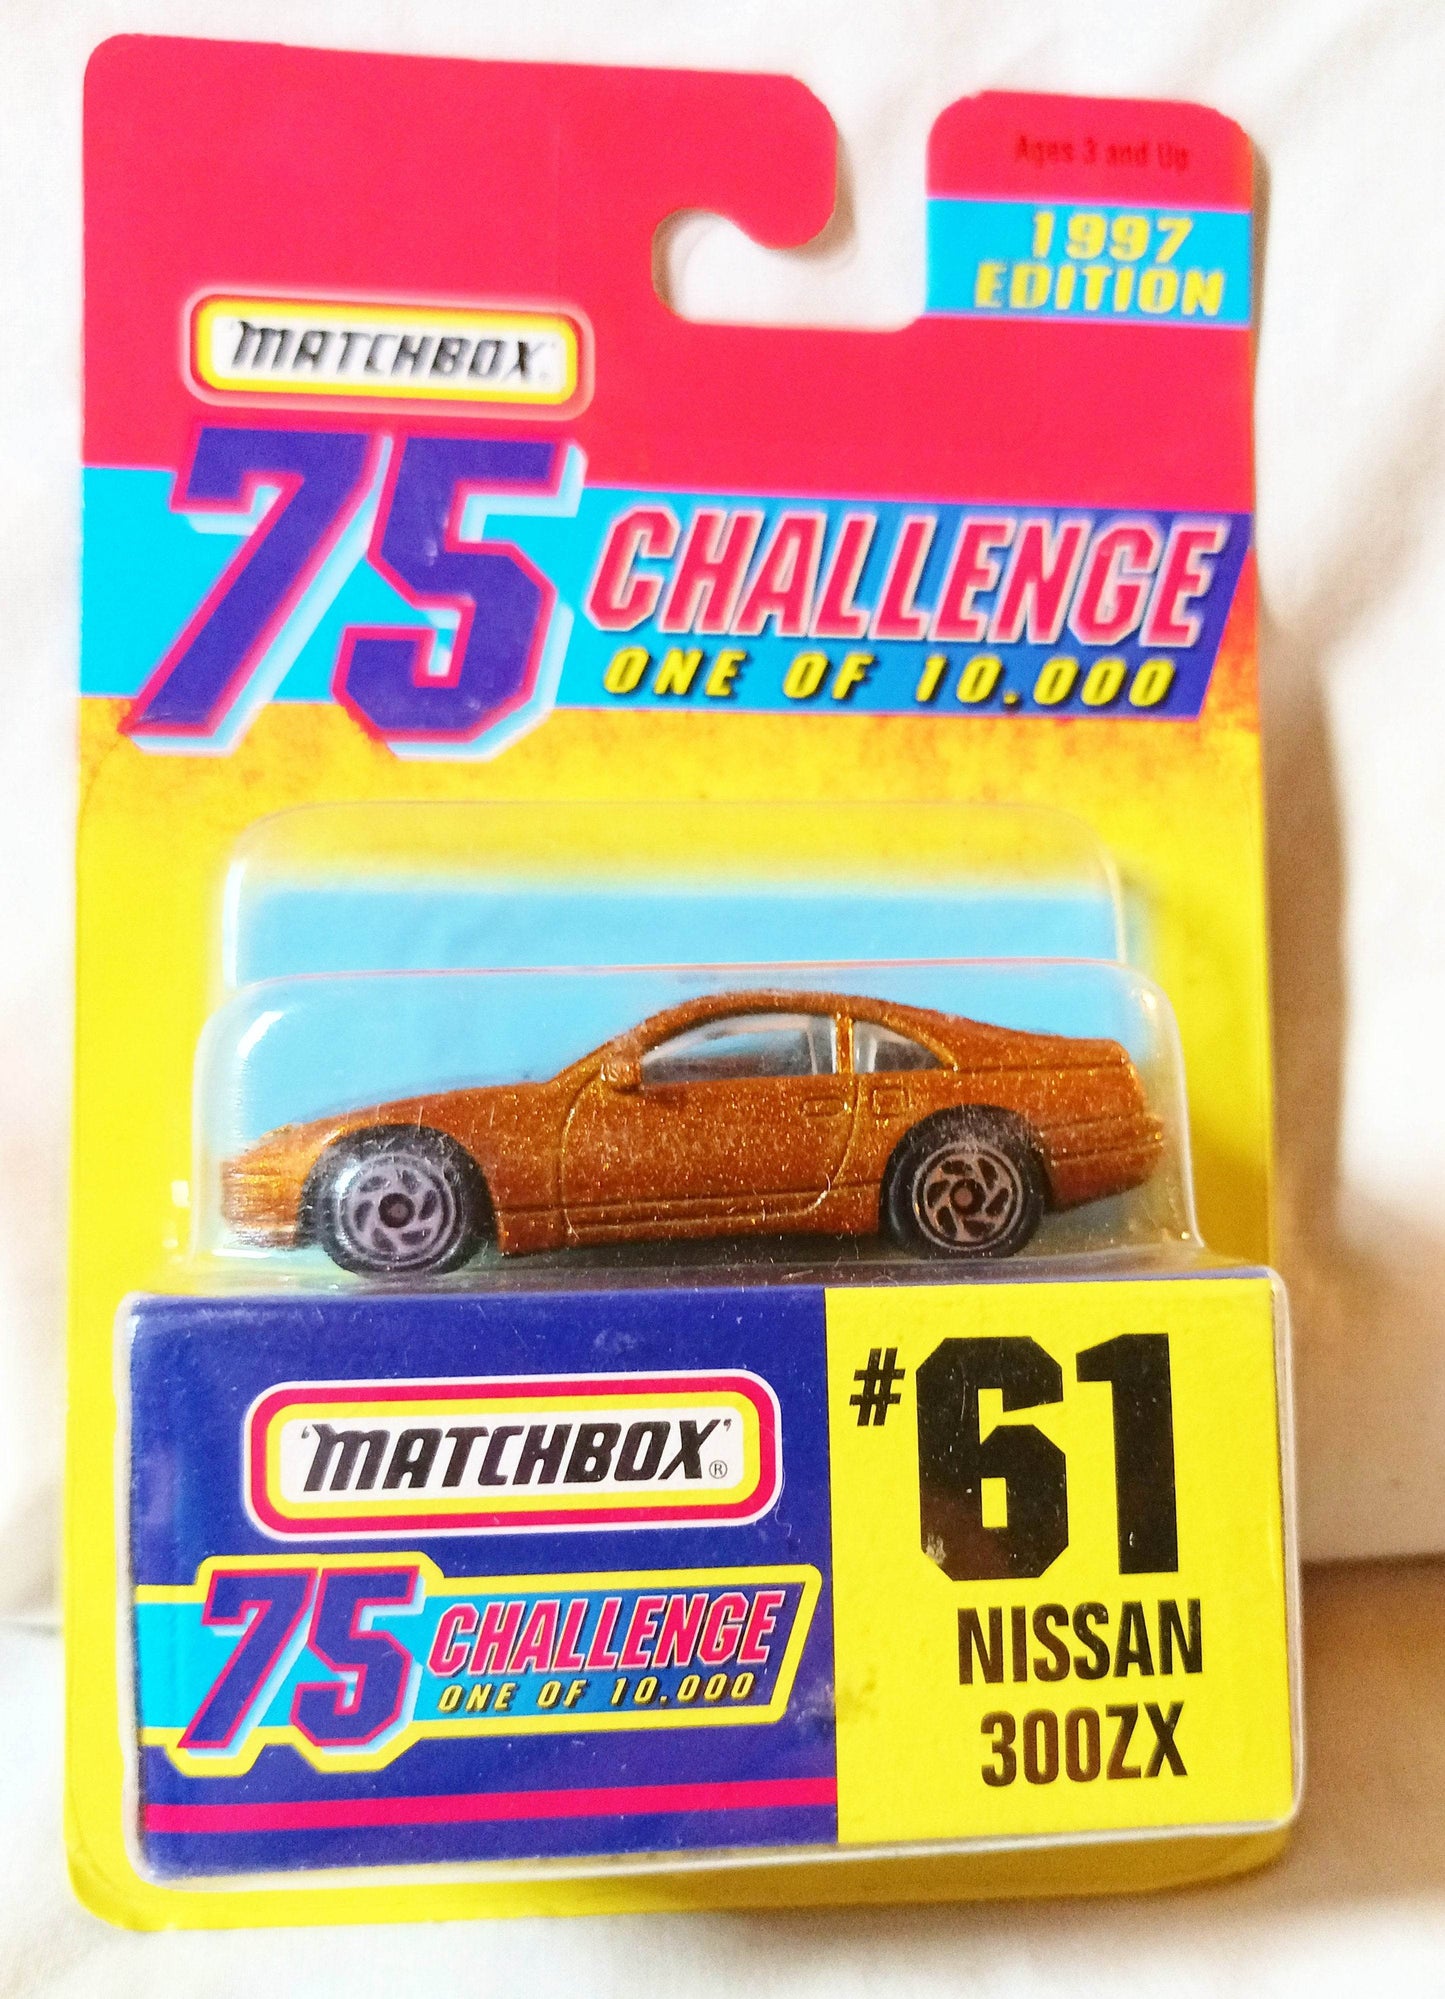 Ages 3 and Up
1997
EDITION
"MATCHBOX"
75 CHALLENGE
ONE OF 10.000
"MATCHBOX"®
75 CHALLENGE
ONE OF 10.000
#61
NISSAN
300ZX